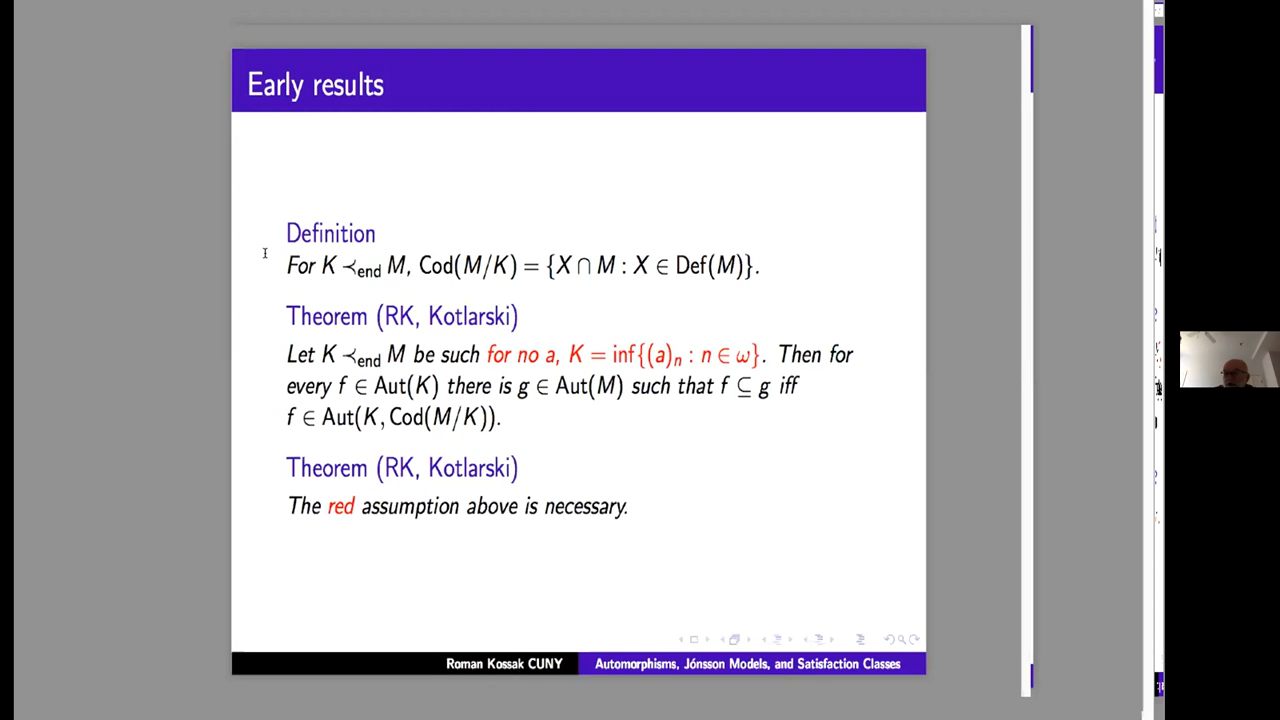 Early results
Definition
For K ≺end M, Cod(M/K) = {X ∩ M : X ∈ Def(M)}.
Theorem (RK, Kotlarski)
Let K ≺end M be such for no a, K = inf{(a)n : n ∈ ω}. Then for
every f ∈ Aut(K) there is g ∈ Aut(M) such that f ⊆ g iff
f ∈ Aut(K, Cod(M/K)).
Theorem (RK, Kotlarski)
The red assumption above is necessary.
Roman Kossak CUNY
Automorphisms, Jónsson Models, and Satisfaction Classes